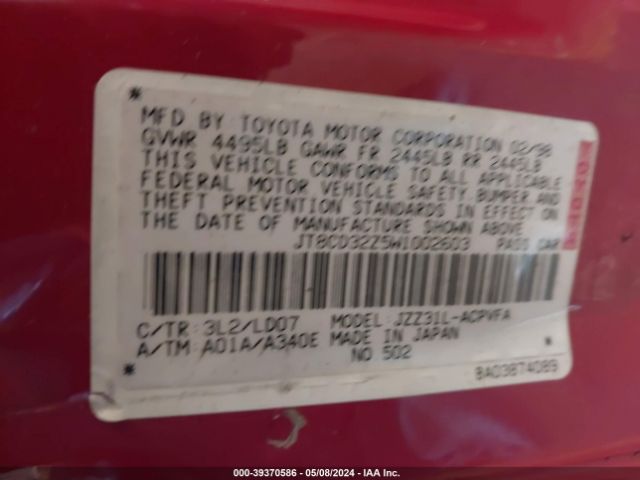 MFD BY TOYOTA MOTOR CORPORATION 02/98
GVWR 4495LB GAWR FR 2445LB RR 2445LB
THIS VEHICLE CONFORMS TO ALL APPLICABLE
FEDERAL MOTOR VEHICLE SAFETY, BUMPER AND
THEFT PREVENTION STANDARDS IN EFFECT ON
THE DATE OF MANUFACTURE SHOWN ABOVE
JT8CD32Z5W1002603 PASS CAR
C/TR: 3L2/LD07 MODEL: JZZ31L-ACPVFA
A/TM: A01A/A340E MADE IN JAPAN
NO 502
8A03874089
000-39370586 - 05/08/2024 - IAA Inc.